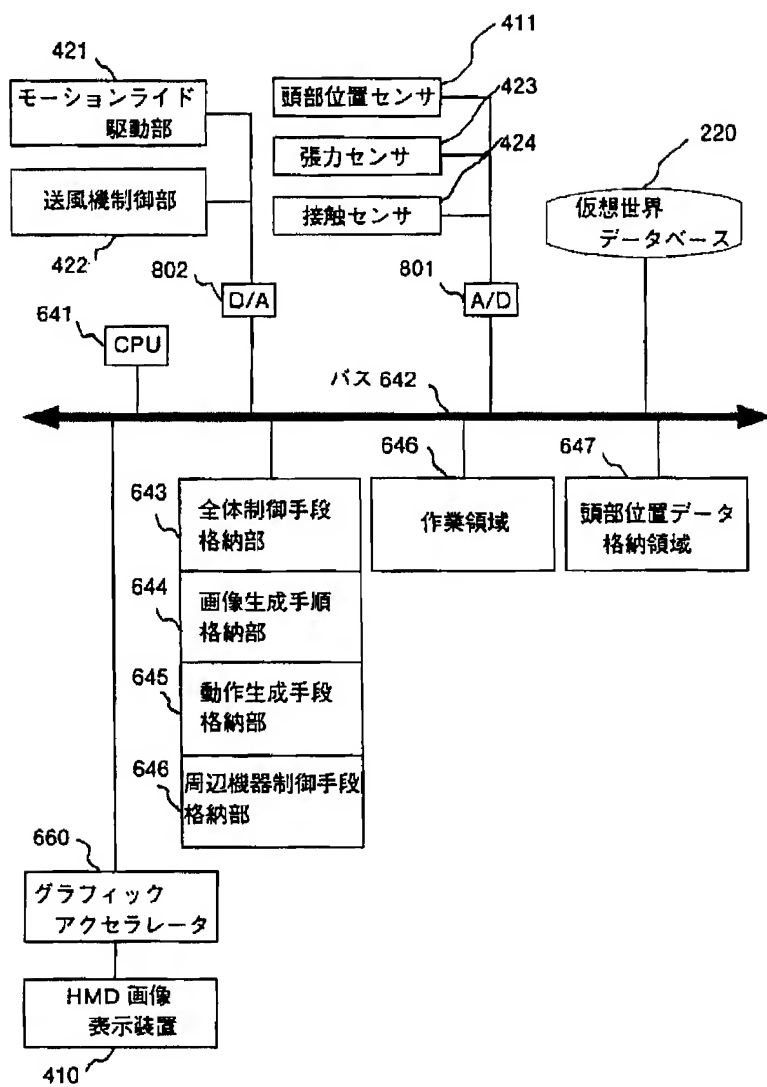 421
モーションライド
駆動部
送風機制御部
422
802
D/A
641
CPU
411
頭部位置センサ
423
張力センサ
424
接触センサ
801
A/D
220
仮想世界
データベース
バス 642
643
全体制御手段
格納部
644
画像生成手順
格納部
645
動作生成手段
格納部
646
周辺機器制御手段
格納部
646
作業領域
647
頭部位置データ
格納領域
660
グラフィック
アクセラレータ
HMD 画像
表示装置
410